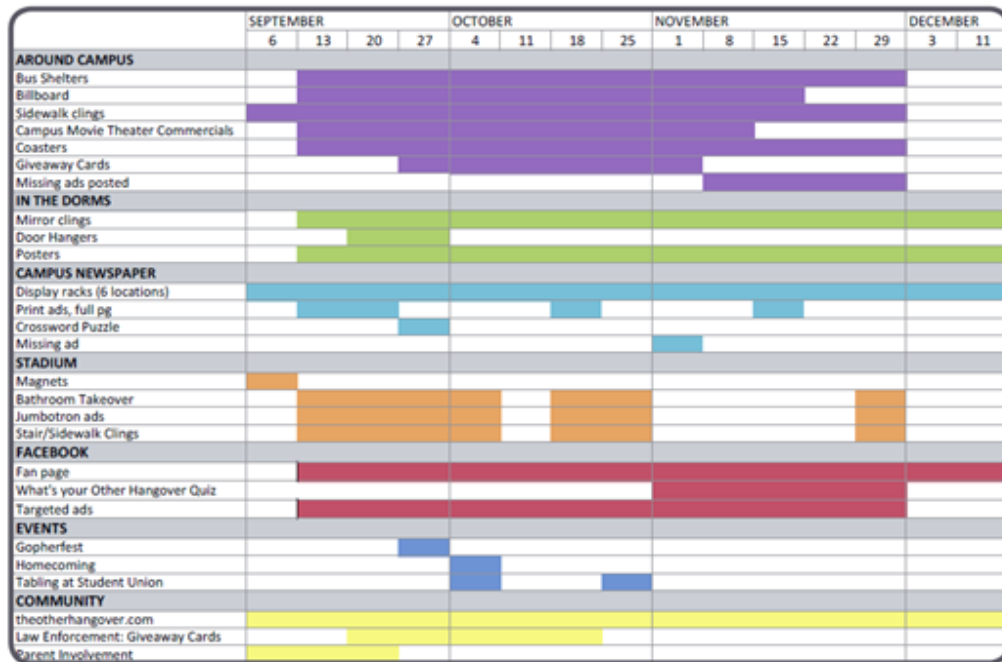 SEPTEMBER OCTOBER NOVEMBER DECEMBER
6 13 20 27 4 11 18 25 1 8 15 22 29 3 11
AROUND CAMPUS
Bus Shelters
Billboard
Sidewalk clings
Campus Movie Theater Commercials
Coasters
Giveaway Cards
Missing ads posted
IN THE DORMS
Mirror clings
Door Hangers
Posters
CAMPUS NEWSPAPER
Display racks (6 locations)
Print ads, full pg
Crossword Puzzle
Missing ad
STADIUM
Magnets
Bathroom Takeover
Jumbotron ads
Stair/Sidewalk Clings
FACEBOOK
Fan page
What's your Other Hangover Quiz
Targeted ads
EVENTS
Gopherfest
Homecoming
Tabling at Student Union
COMMUNITY
theotherhangover.com
Law Enforcement: Giveaway Cards
Parent Involvement